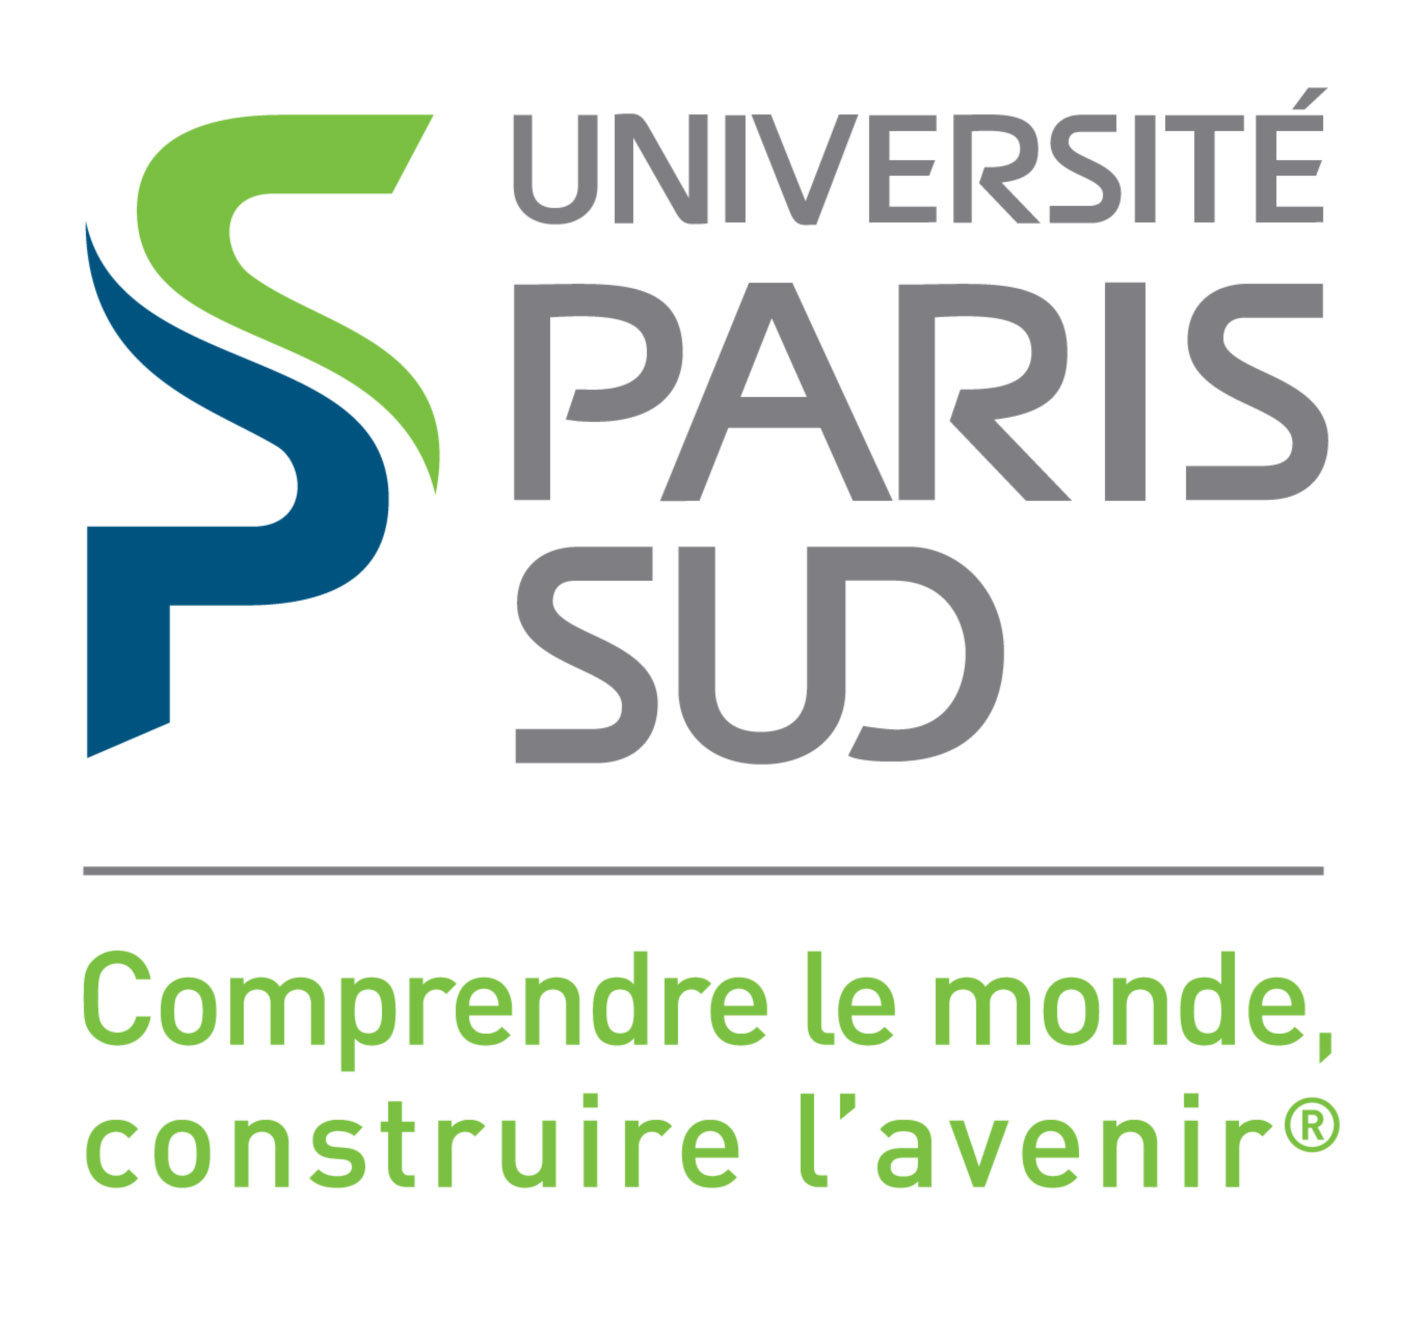 UNIVERSITÉ
PARIS
SUD
Comprendre le monde,
construire l’avenir®